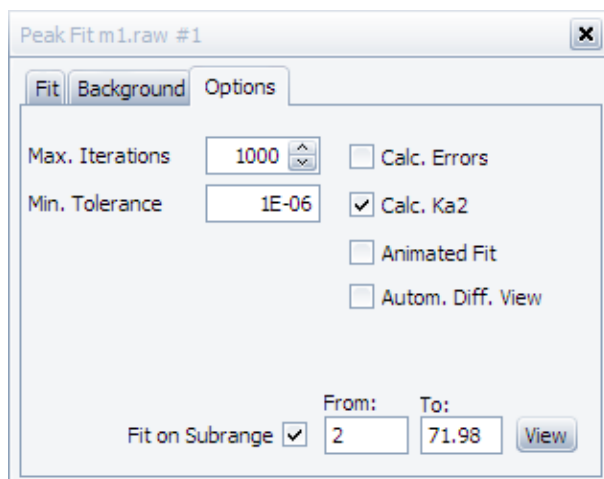 Peak Fit m1.raw #1
Fit Background Options
Max. Iterations 1000 Calc. Errors
Min. Tolerance 1E-06 Calc. Ka2
Animated Fit
Autom. Diff. View
From: To:
Fit on Subrange 2 71.98 View